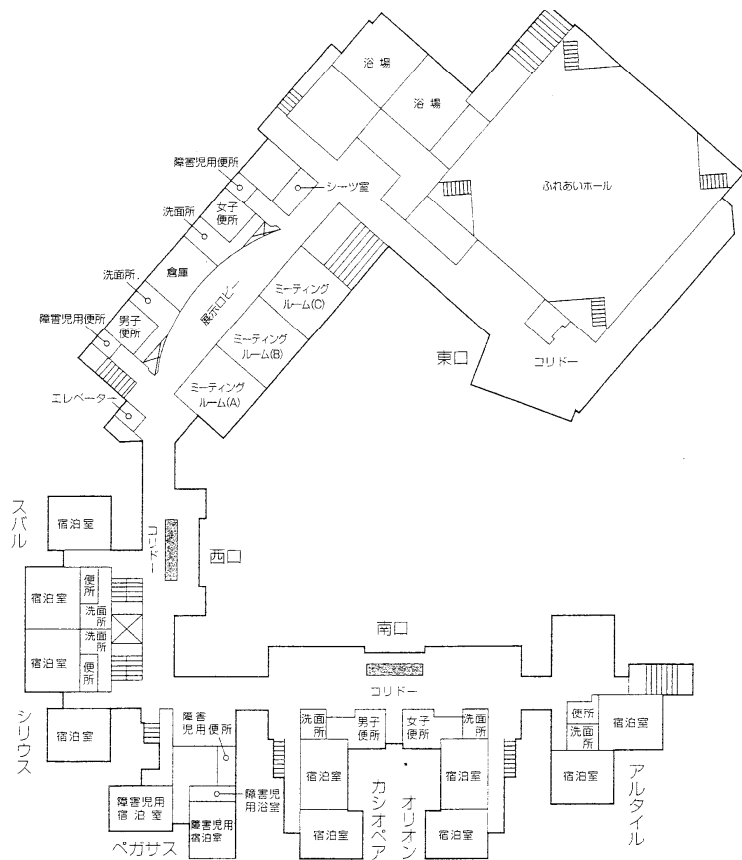 浴場
浴場
障害児用便所
シーツ室
ふれあいホール
女子
便所
洗面所
倉庫
洗面所
展示ロビー
ミーティング
ルーム(C)
障害児用便所
男子
便所
ミーティング
ルーム(B)
東口
コリドー
ミーティング
ルーム(A)
エレベーター
スバル
宿泊室
コリドー
西口
宿泊室
便所
洗面所
洗面所
宿泊室
便所
南口
コリドー
シリウス
宿泊室
障害
児用便所
洗面所
男子
便所
女子
便所
洗面所
便所
洗面所
宿泊室
宿泊室
宿泊室
宿泊室
障害児用
宿泊室
障害児
用浴室
障害児用
宿泊室
ペガサス
宿泊室
カシオペア
オリオン
宿泊室
アルタイル